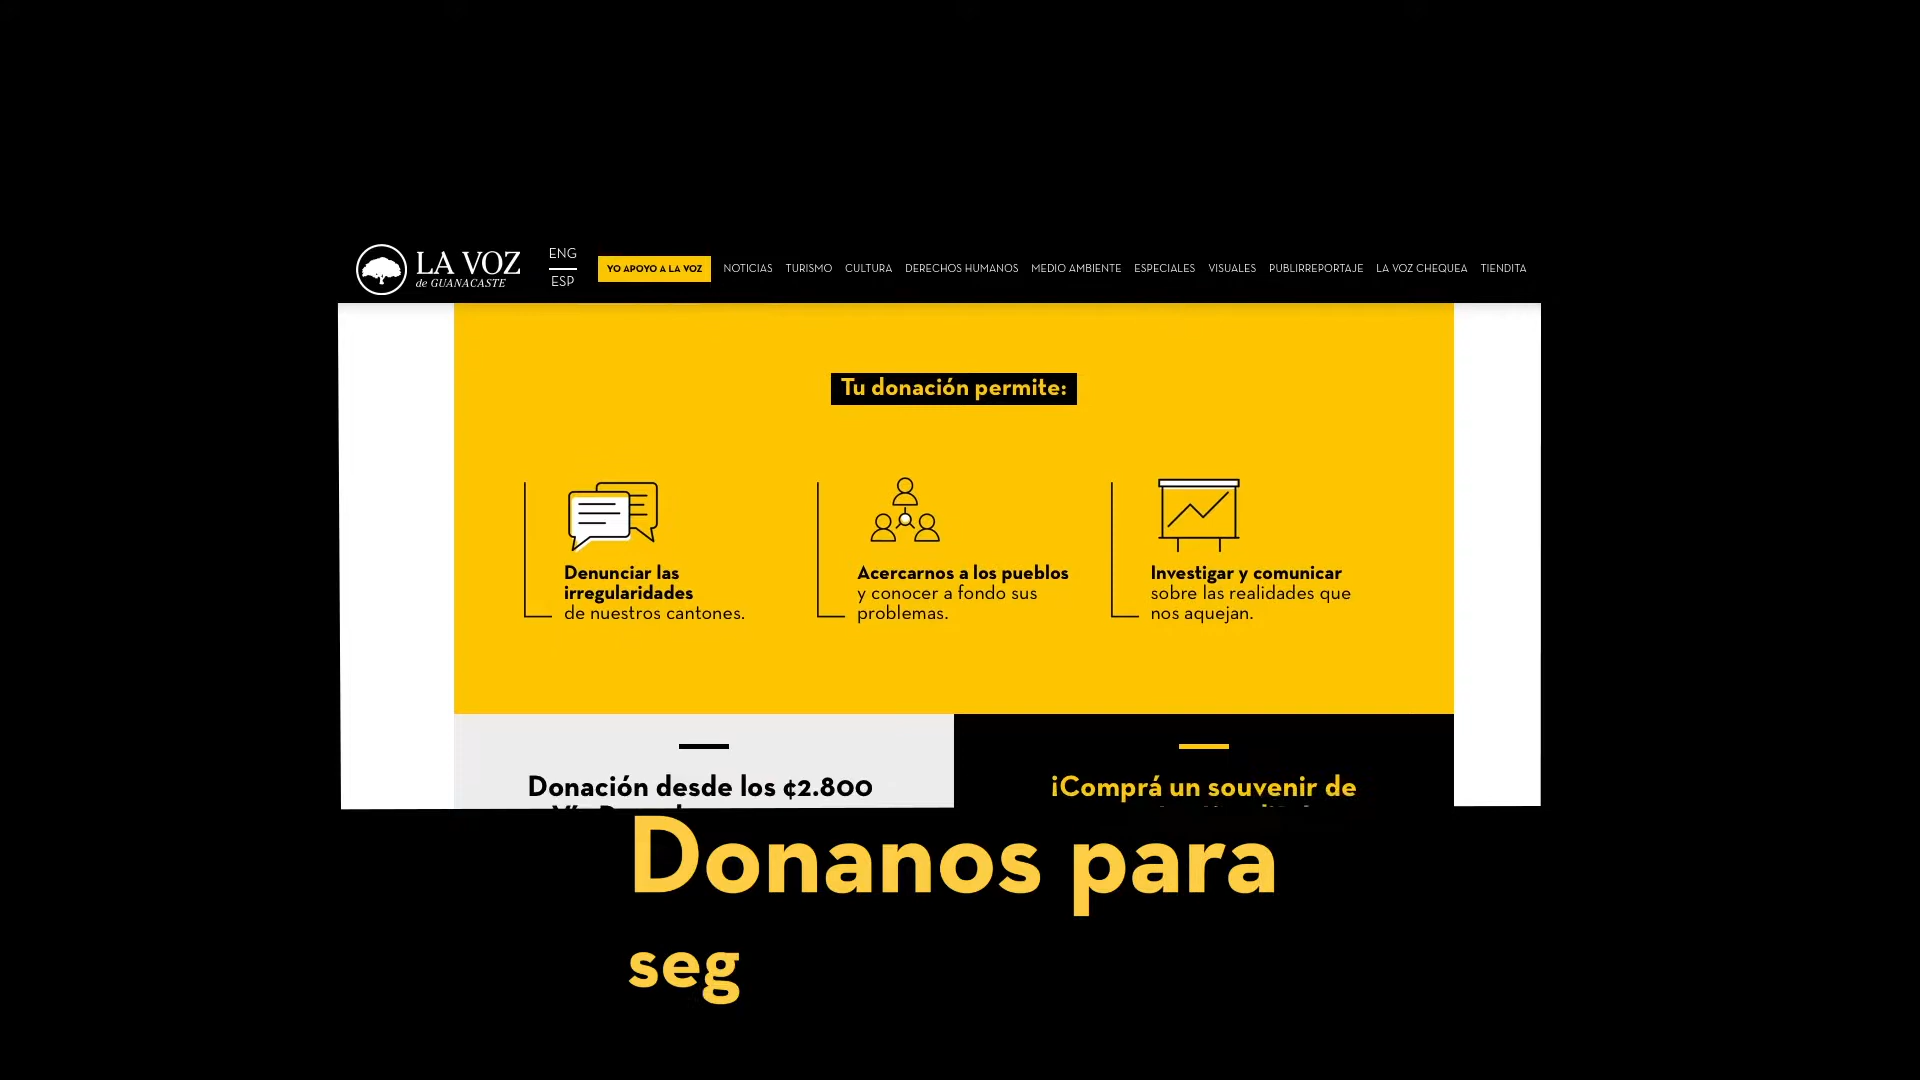 LA VOZ
de GUANACASTE
ENG
ESP
YO APOYO A LA VOZ NOTICIAS TURISMO CULTURA DERECHOS HUMANOS MEDIO AMBIENTE ESPECIALES VISUALES PUBLIRREPORTAJE LA VOZ CHEQUEA TIENDITA
Tu donación permite:
Denunciar las
irregularidades
de nuestros cantones.
Acercarnos a los pueblos
y conocer a fondo sus
problemas.
Investigar y comunicar
sobre las realidades que
nos aquejan.
Donación desde los ₡2.800
¡Comprá un souvenir de
Donanos para
seg